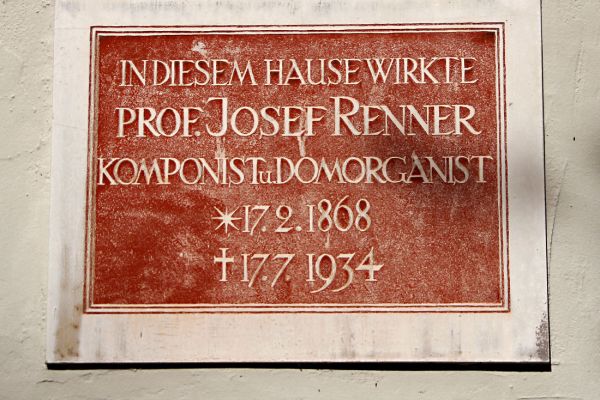 IN DIESEM HAUSE WIRKTE
PROF. JOSEF RENNER
KOMPONIST u. DOMORGANIST
* 17. 2. 1868
† 17. 7. 1934